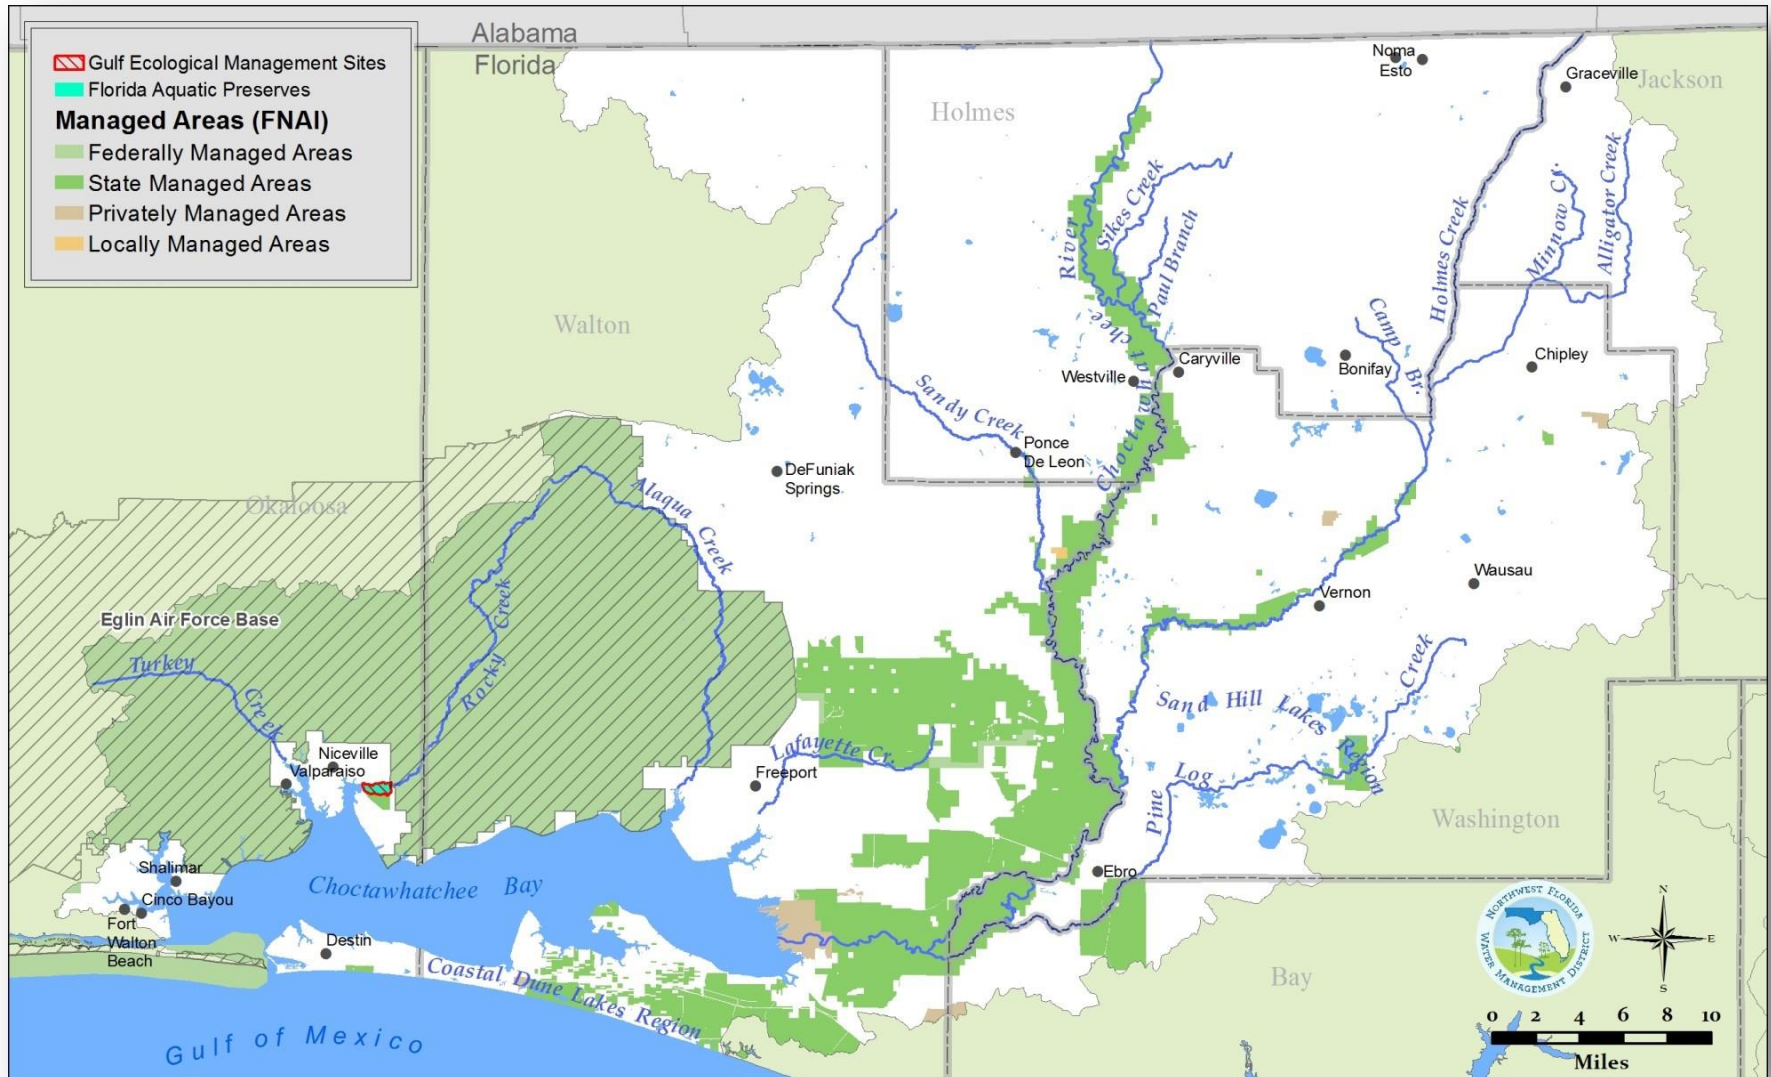 Alabama
Florida
Gulf Ecological Management Sites
Florida Aquatic Preserves
Managed Areas (FNAI)
Federally Managed Areas
State Managed Areas
Privately Managed Areas
Locally Managed Areas
Holmes
Noma
Esto
Graceville
Jackson
Sikes Creek
River
Paul Branch
Holmes Creek
Minnow Cr.
Alligator Creek
Walton
Choctawhatchee
Caryville
Westville
Camp Br.
Bonifay
Chipley
Sandy Creek
Ponce
De Leon
DeFuniak
Springs
Okaloosa
Alaqua Creek
Rocky Creek
Eglin Air Force Base
Turkey Creek
Vernon
Wausau
Sand Hill Lakes Region
Pine Log Creek
Niceville
Valparaiso
Lafayette Cr.
Freeport
Washington
Ebro
Shalimar
Cinco Bayou
Fort
Walton
Beach
Choctawhatchee Bay
Destin
Coastal Dune Lakes Region
Bay
Gulf of Mexico
NORTHWEST FLORIDA
WATER MANAGEMENT DISTRICT
N
W E
S
0 2 4 6 8 10
Miles